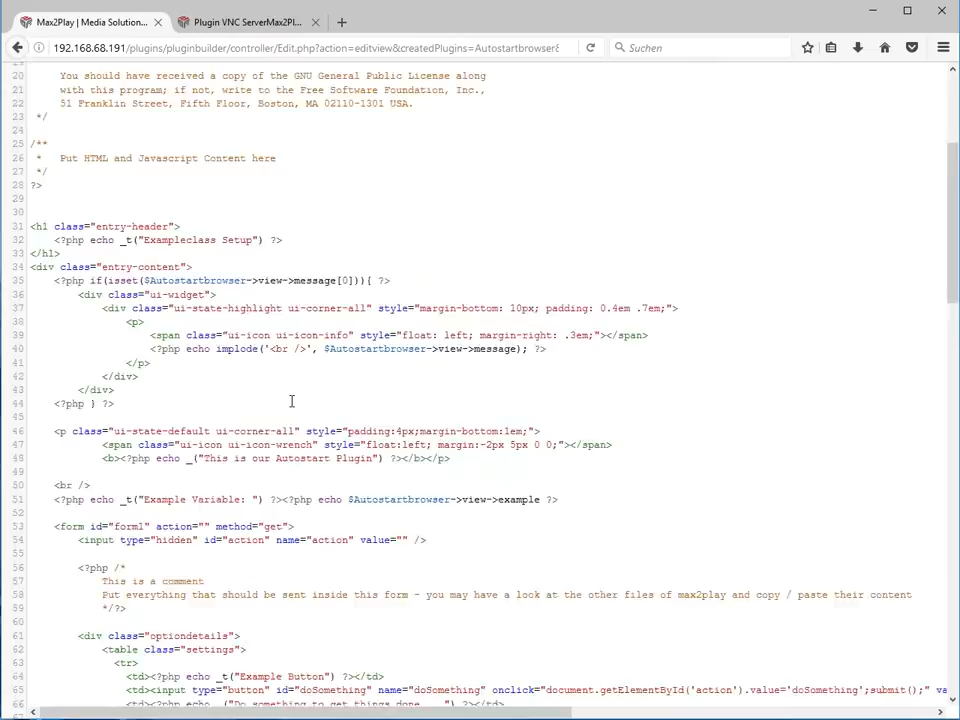 Max2Play | Media Solution...
Plugin VNC ServerMax2Pl...
192.168.68.191/plugins/pluginbuilder/controller/Edit.php?action=editview&createdPlugins=Autostartbrowser&
Suchen
20 You should have received a copy of the GNU General Public License along
21 with this program; if not, write to the Free Software Foundation, Inc.,
22 51 Franklin Street, Fifth Floor, Boston, MA 02110-1301 USA.
23 */
24
25 /**
26 * Put HTML and Javascript Content here
27 */
28 ?>
29
30
31 <h1 class="entry-header">
32 <?php echo _t("Exampleclass Setup") ?>
33 </h1>
34 <div class="entry-content">
35 <?php if(isset($Autostartbrowser->view->message[0])){ ?>
36 <div class="ui-widget">
37 <div class="ui-state-highlight ui-corner-all" style="margin-bottom: 10px; padding: 0.4em .7em;">
38 <p>
39 <span class="ui-icon ui-icon-info" style="float: left; margin-right: .3em;"></span>
40 <?php echo implode('<br />', $Autostartbrowser->view->message); ?>
41 </p>
42 </div>
43 </div>
44 <?php } ?>
45
46 <p class="ui-state-default ui-corner-all" style="padding:4px;margin-bottom:1em;">
47 <span class="ui-icon ui-icon-wrench" style="float:left; margin:-2px 5px 0 0;"></span>
48 <b><?php echo _("This is our Autostart Plugin") ?></b></p>
49
50 <br />
51 <?php echo _t("Example Variable: ") ?><?php echo $Autostartbrowser->view->example ?>
52
53 <form id="form1" action="" method="get">
54 <input type="hidden" id="action" name="action" value="" />
55
56 <?php /*
57 This is a comment
58 Put everything that should be sent inside this form - you may have a look at the other files of max2play and copy / paste their content
59 */?>
60
61 <div class="optiondetails">
62 <table class="settings">
63 <tr>
64 <td><?php echo _t("Example Button") ?></td>
65 <td><input type="button" id="doSomething" name="doSomething" onclick="document.getElementById('action').value='doSomething';submit();" va
66 <td><?php echo _("Do something to get things done ...") ?></td>